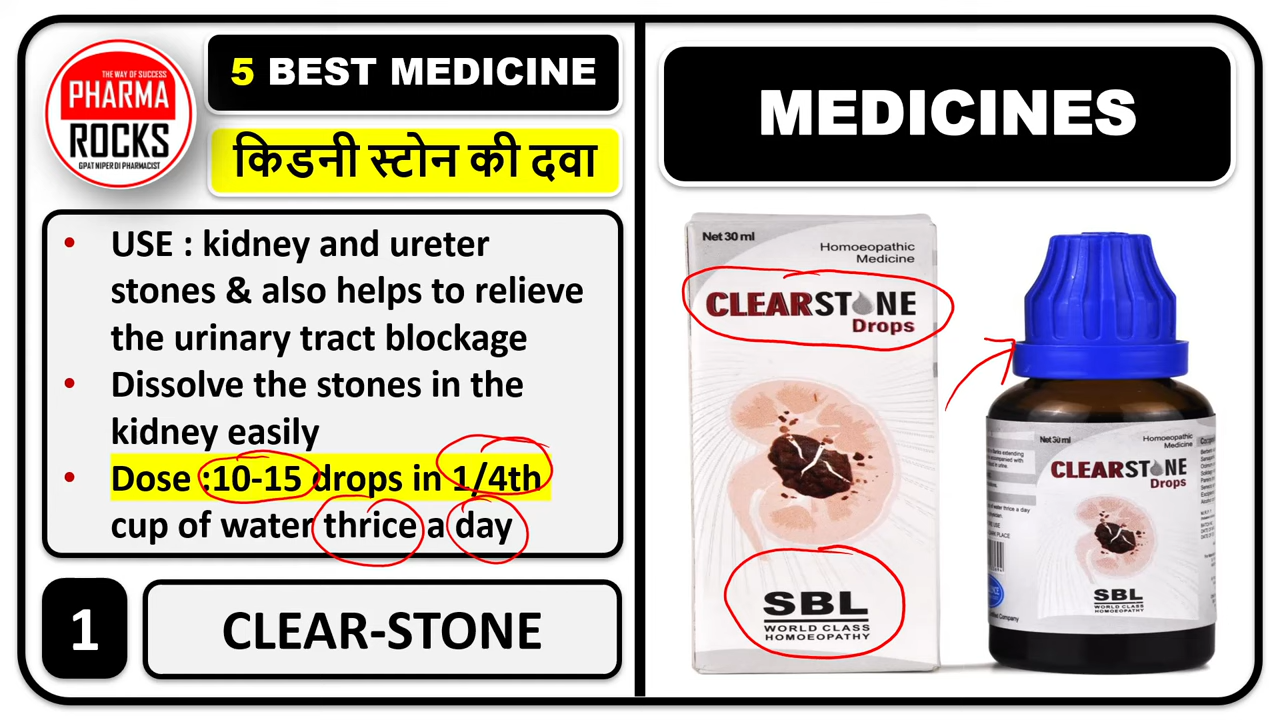 THE WAY OF SUCCESS
PHARMA
ROCKS
GPAT NIPER DI PHARMACIST
5 BEST MEDICINE
किडनी स्टोन की दवा
• USE : kidney and ureter
stones & also helps to relieve
the urinary tract blockage
• Dissolve the stones in the
kidney easily
• Dose :10-15 drops in 1/4th
cup of water thrice a day
1
CLEAR-STONE
MEDICINES
Net 30 ml
Homoeopathic
Medicine
CLEARSTONE
Drops
SBL
WORLD CLASS
HOMOEOPATHY
Net 30 ml
Homoeopathic
Medicine
CLEARSTONE
Drops
SBL
WORLD CLASS
HOMOEOPATHY